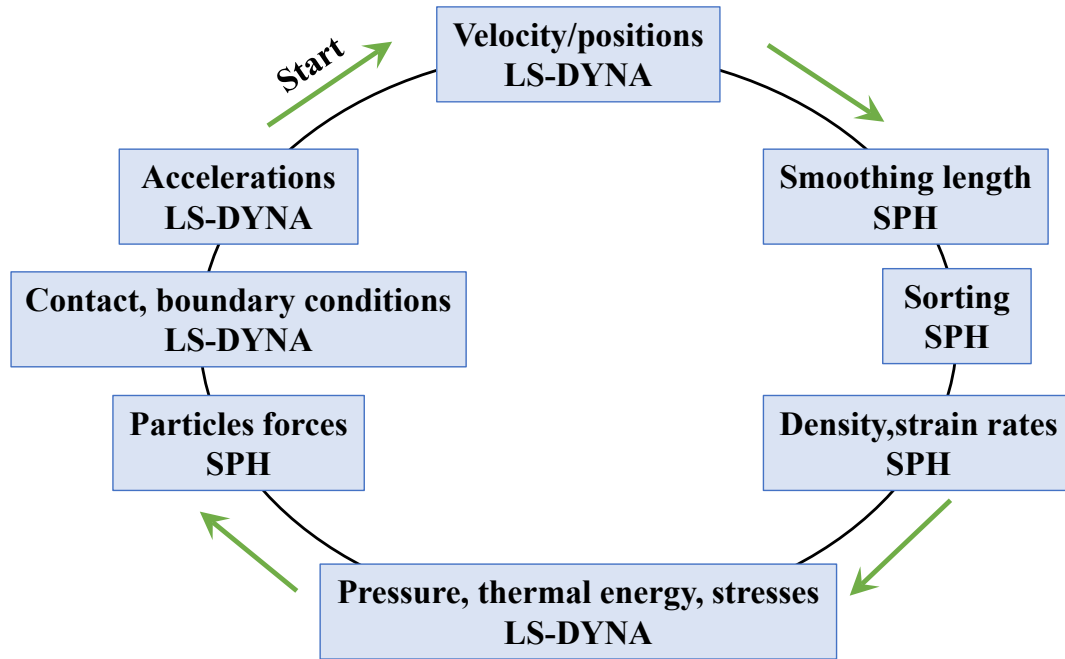 Start
Velocity/positions
LS-DYNA
Smoothing length
SPH
Sorting
SPH
Density,strain rates
SPH
Pressure, thermal energy, stresses
LS-DYNA
Particles forces
SPH
Contact, boundary conditions
LS-DYNA
Accelerations
LS-DYNA